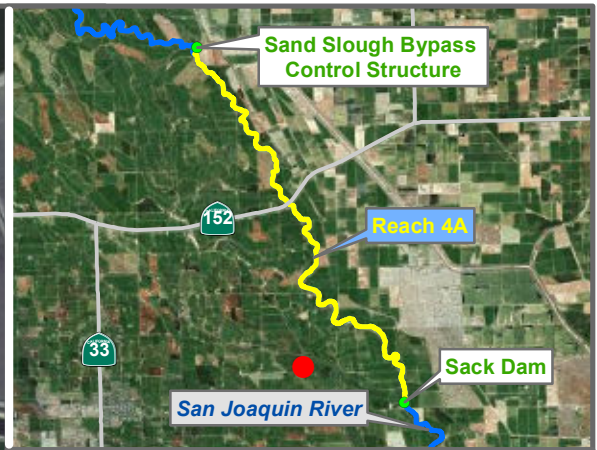 Sand Slough Bypass
Control Structure
152
Reach 4A
33
Sack Dam
San Joaquin River